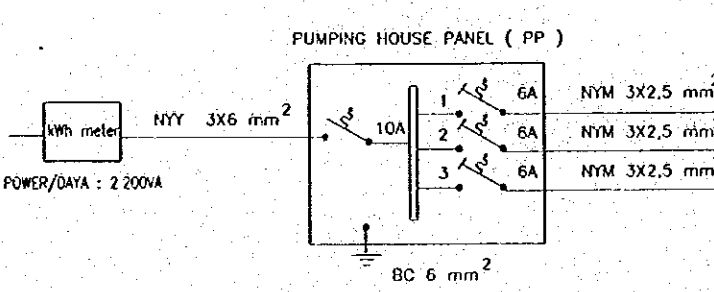 PUMPING HOUSE PANEL ( PP )
kWh meter
NYY 3X6 mm²
POWER/DAYA : 2 200VA
10A
1 6A NYM 3X2,5 mm²
2 6A NYM 3X2,5 mm
3 6A NYM 3X2,5 mm
BC 6 mm²